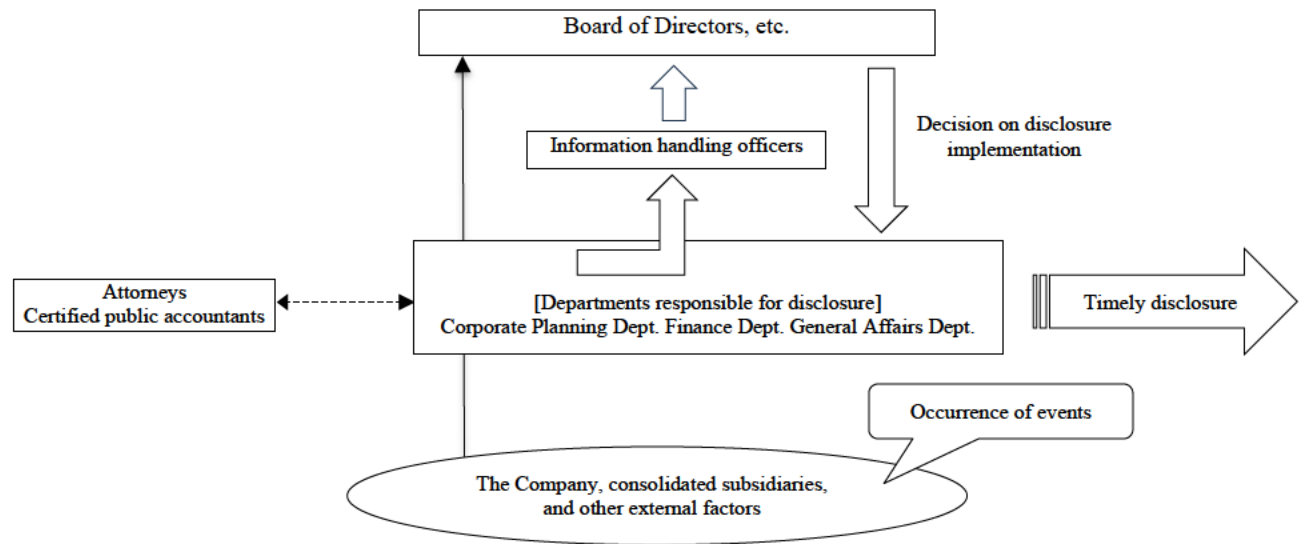 Board of Directors, etc.
Information handling officers
Decision on disclosure
implementation
Attorneys
Certified public accountants
[Departments responsible for disclosure]
Corporate Planning Dept. Finance Dept. General Affairs Dept.
Timely disclosure
Occurrence of events
The Company, consolidated subsidiaries,
and other external factors